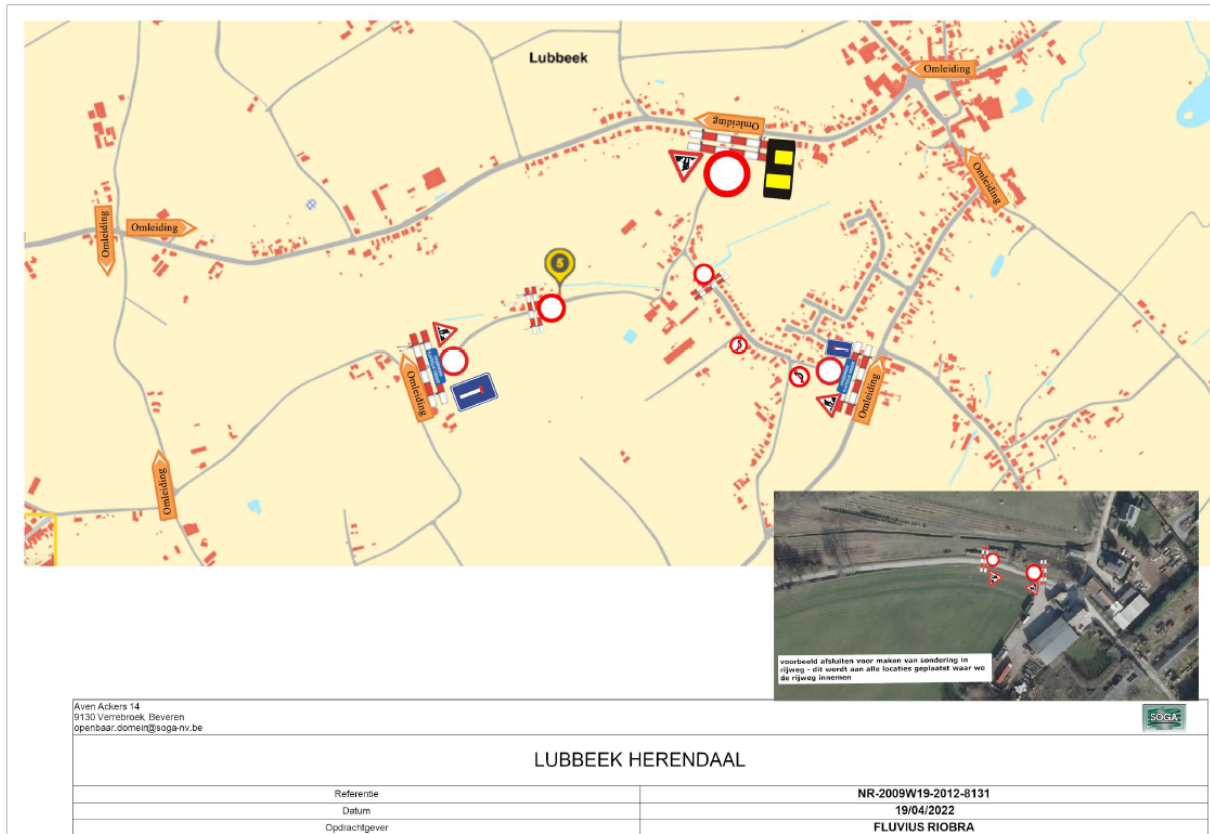 Lubbeek
Omleiding
Omleiding
Omleiding
Omleiding
Omleiding
5
Omleiding
Omleiding
Omleiding
voorbeeld afsluiten voor maken van sondering in
rijweg - dit werdt aan alle locaties geplaatst waar we
de rijweg innemen
Aven Ackers 14
9130 Verrebroek, Beveren
openbaar.domein@soga-nv.be
SOGA
LUBBEEK HERENDAAL
Referentie NR-2009W19-2012-8131
Datum 19/04/2022
Opdrachtgever FLUVIUS RIOBRA